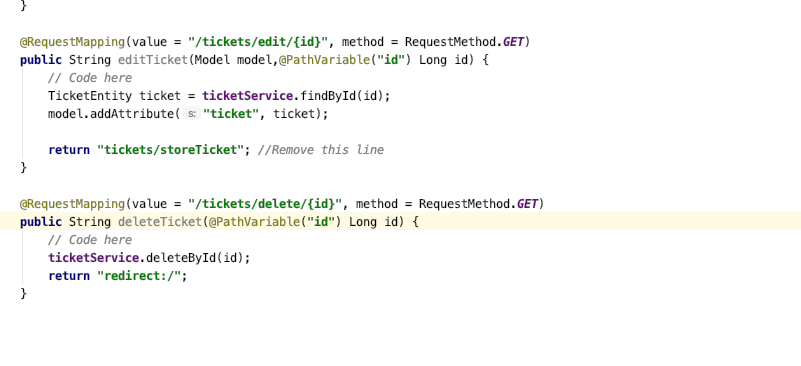 }
@RequestMapping(value = "/tickets/edit/{id}", method = RequestMethod.GET)
public String editTicket(Model model,@PathVariable("id") Long id) {
// Code here
TicketEntity ticket = ticketService.findById(id);
model.addAttribute( s: "ticket", ticket);
return "tickets/storeTicket"; //Remove this line
}
@RequestMapping(value = "/tickets/delete/{id}", method = RequestMethod.GET)
public String deleteTicket(@PathVariable("id") Long id) {
// Code here
ticketService.deleteById(id);
return "redirect:/";
}